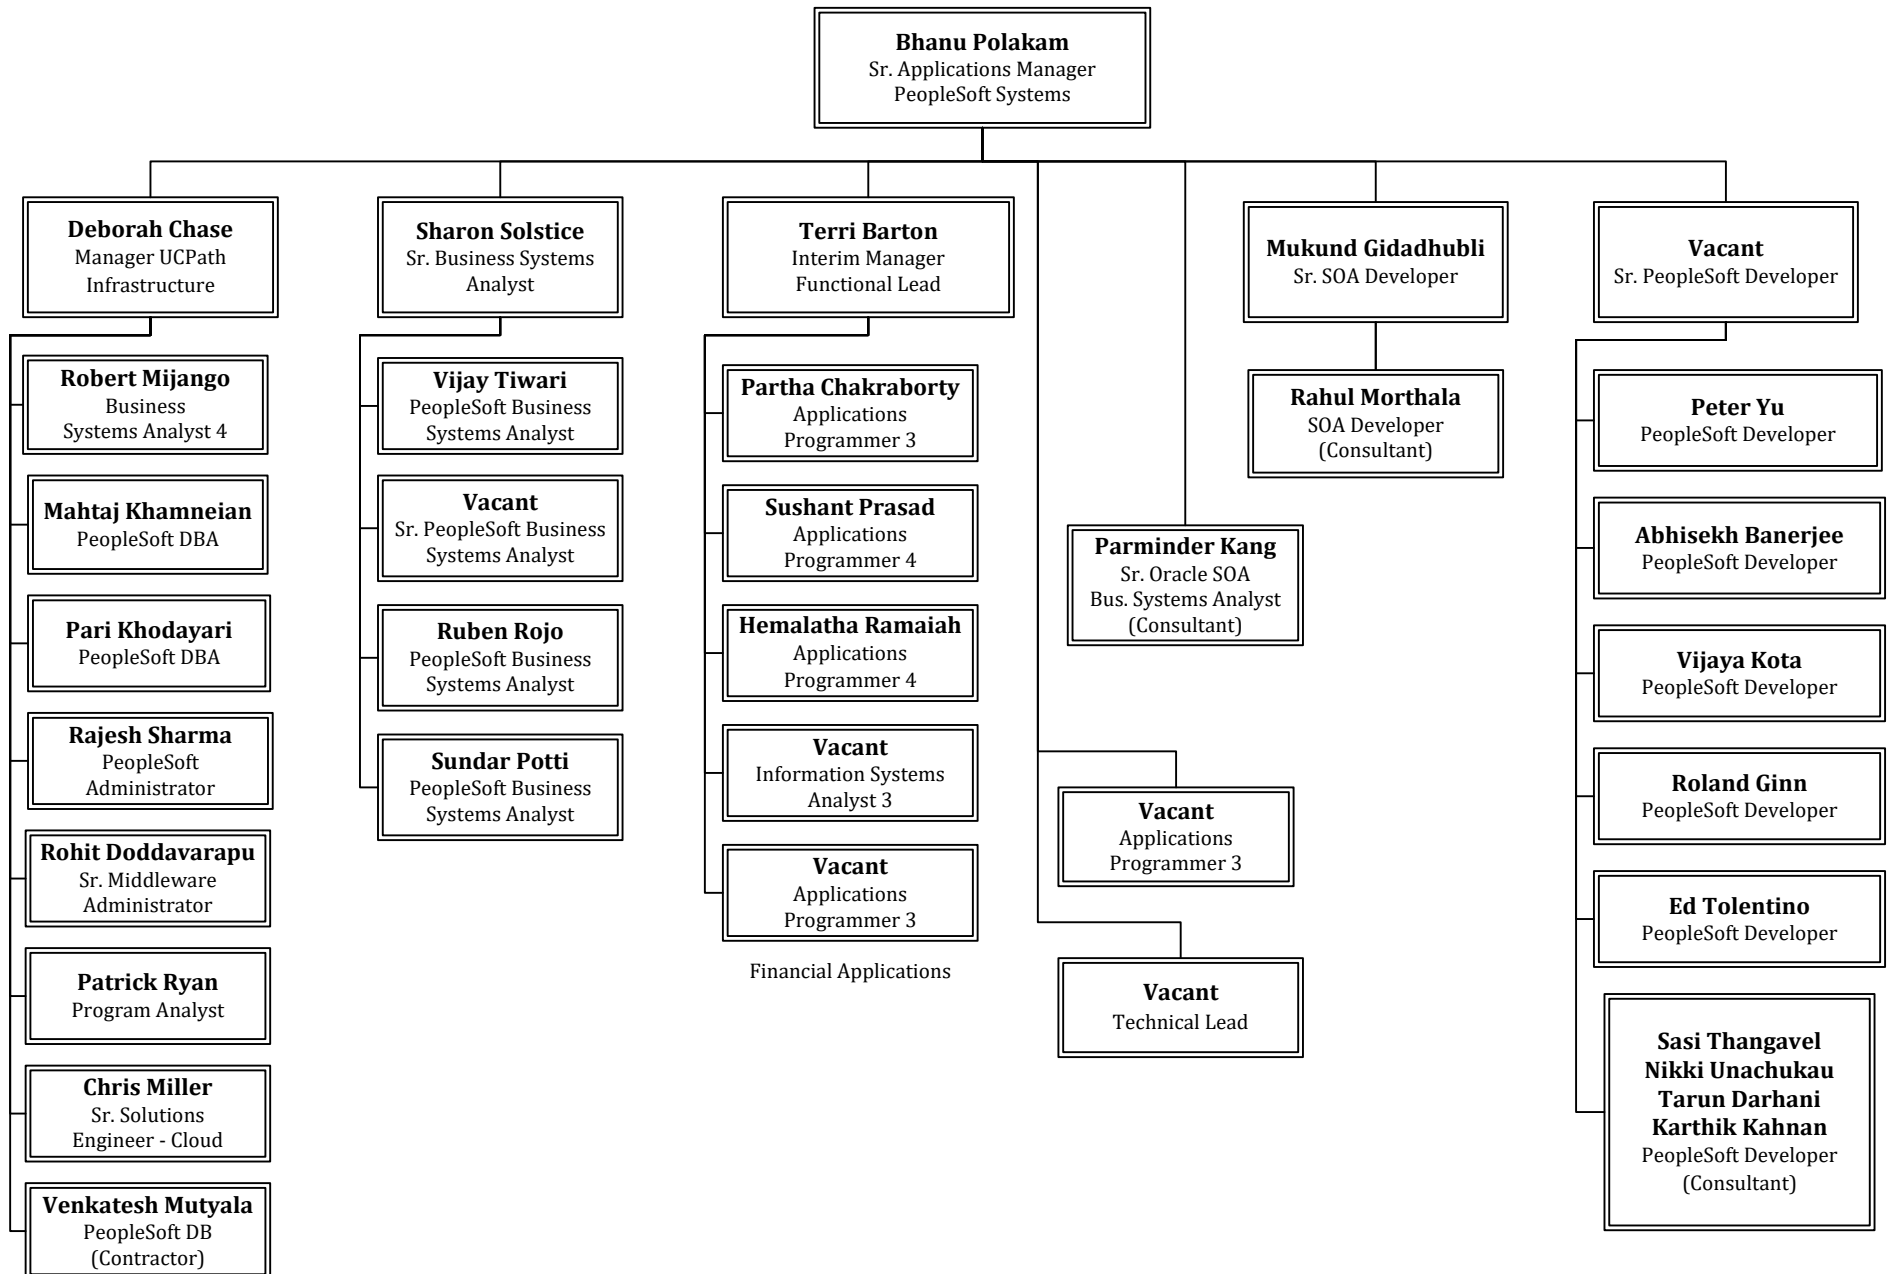 Bhanu Polakam
Sr. Applications Manager
PeopleSoft Systems
Deborah Chase
Manager UCPath
Infrastructure
Robert Mijango
Business
Systems Analyst 4
Mahtaj Khamneian
PeopleSoft DBA
Pari Khodayari
PeopleSoft DBA
Rajesh Sharma
PeopleSoft
Administrator
Rohit Doddavarapu
Sr. Middleware
Administrator
Patrick Ryan
Program Analyst
Chris Miller
Sr. Solutions
Engineer - Cloud
Venkatesh Mutyala
PeopleSoft DB
(Contractor)
Sharon Solstice
Sr. Business Systems
Analyst
Vijay Tiwari
PeopleSoft Business
Systems Analyst
Vacant
Sr. PeopleSoft Business
Systems Analyst
Ruben Rojo
PeopleSoft Business
Systems Analyst
Sundar Potti
PeopleSoft Business
Systems Analyst
Terri Barton
Interim Manager
Functional Lead
Partha Chakraborty
Applications
Programmer 3
Sushant Prasad
Applications
Programmer 4
Hemalatha Ramaiah
Applications
Programmer 4
Vacant
Information Systems
Analyst 3
Vacant
Applications
Programmer 3
Financial Applications
Parminder Kang
Sr. Oracle SOA
Bus. Systems Analyst
(Consultant)
Vacant
Applications
Programmer 3
Vacant
Technical Lead
Mukund Gidadhubli
Sr. SOA Developer
Rahul Morthala
SOA Developer
(Consultant)
Vacant
Sr. PeopleSoft Developer
Peter Yu
PeopleSoft Developer
Abhisekh Banerjee
PeopleSoft Developer
Vijaya Kota
PeopleSoft Developer
Roland Ginn
PeopleSoft Developer
Ed Tolentino
PeopleSoft Developer
Sasi Thangavel
Nikki Unachukau
Tarun Darhani
Karthik Kahnan
PeopleSoft Developer
(Consultant)